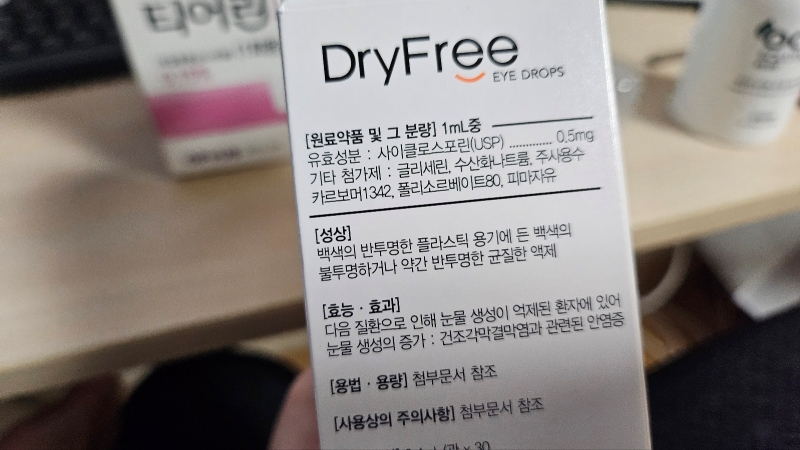 티어린
DryFree
EYE DROPS
[원료약품 및 그 분량] 1mL중
유효성분 : 사이클로스포린(USP) ............ 0.5mg
기타 첨가제 : 글리세린, 수산화나트륨, 주사용수
카르보머1342, 폴리소르베이트80, 피마자유
[성상]
백색의 반투명한 플라스틱 용기에 든 백색의
불투명하거나 약간 반투명한 균질한 액제
[효능·효과]
다음 질환으로 인해 눈물 생성이 억제된 환자에 있어
눈물 생성의 증가 : 건조각막결막염과 관련된 안염증
[용법·용량] 첨부문서 참조
[사용상의 주의사항] 첨부문서 참조